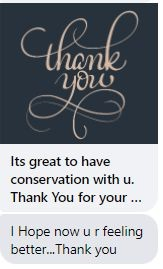 thank
you
Its great to have
conservation with u.
Thank You for your ...
I Hope now u r feeling
better...Thank you